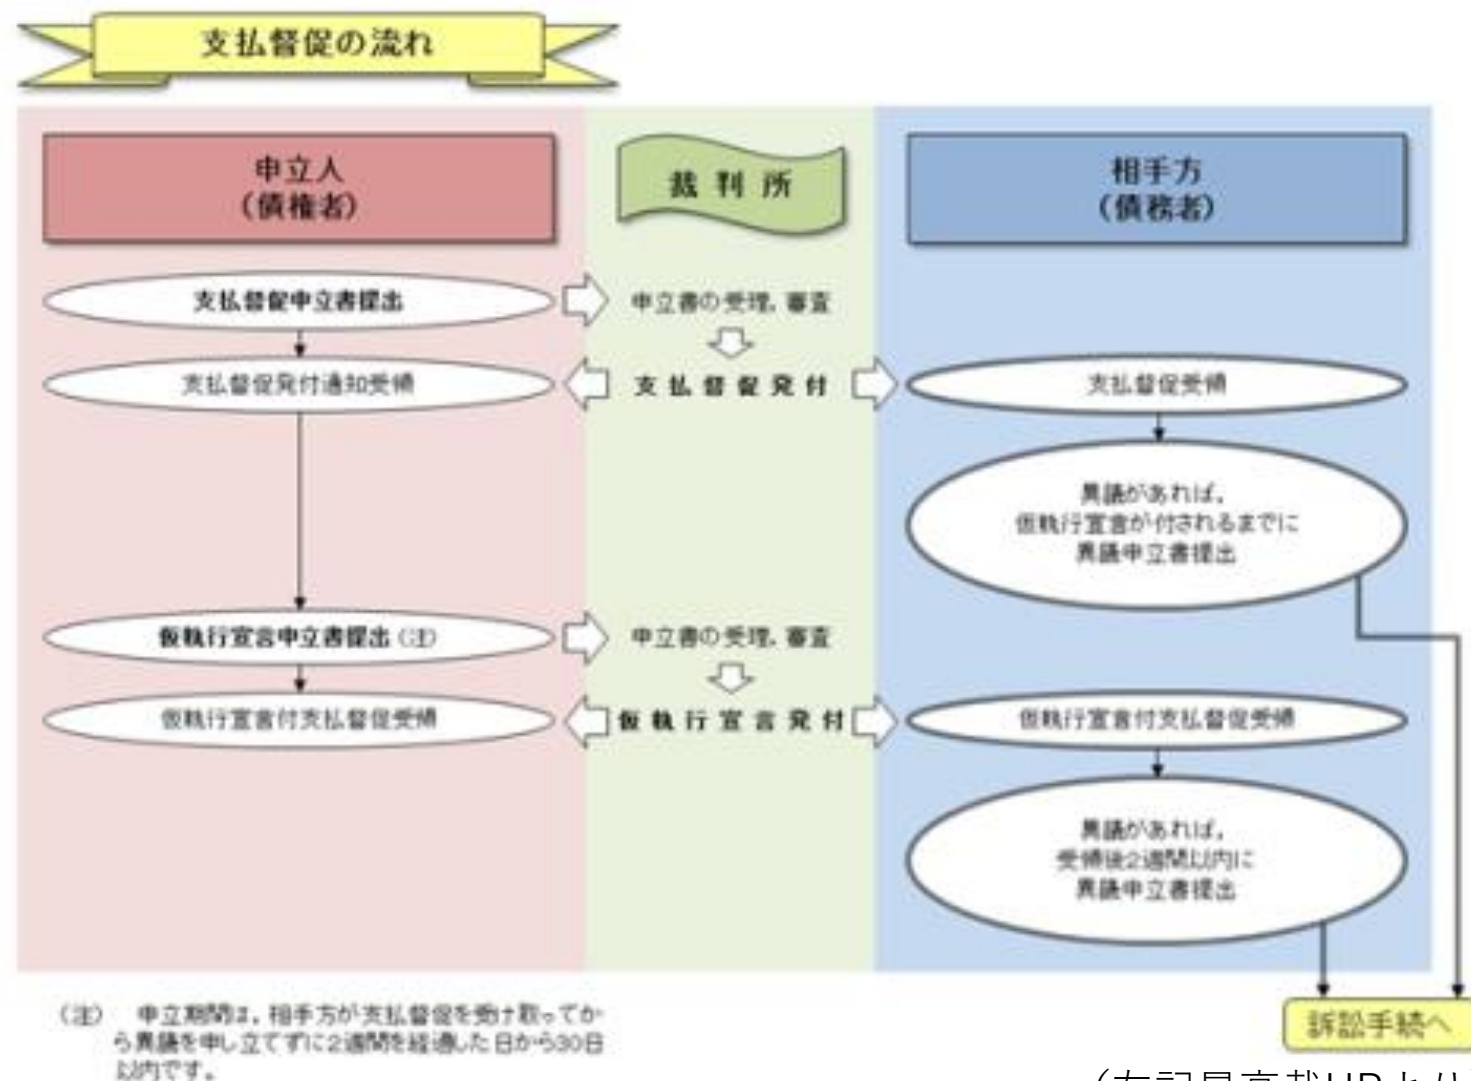 支払督促の流れ
申立人
（債権者）
裁判所
相手方
（債務者）
支払督促申立書提出
申立書の受理，審査
支払督促発付通知受領
支払督促発付
支払督促受領
異議があれば，
仮執行宣言が付されるまでに
異議申立書提出
仮執行宣言申立書提出（注）
申立書の受理，審査
仮執行宣言付支払督促受領
仮執行宣言発付
仮執行宣言付支払督促受領
異議があれば，
受領後2週間以内に
異議申立書提出
訴訟手続へ
（注）　申立期間は，相手方が支払督促を受け取ってか
ら異議を申し立てずに2週間を経過した日から30日
以内です。